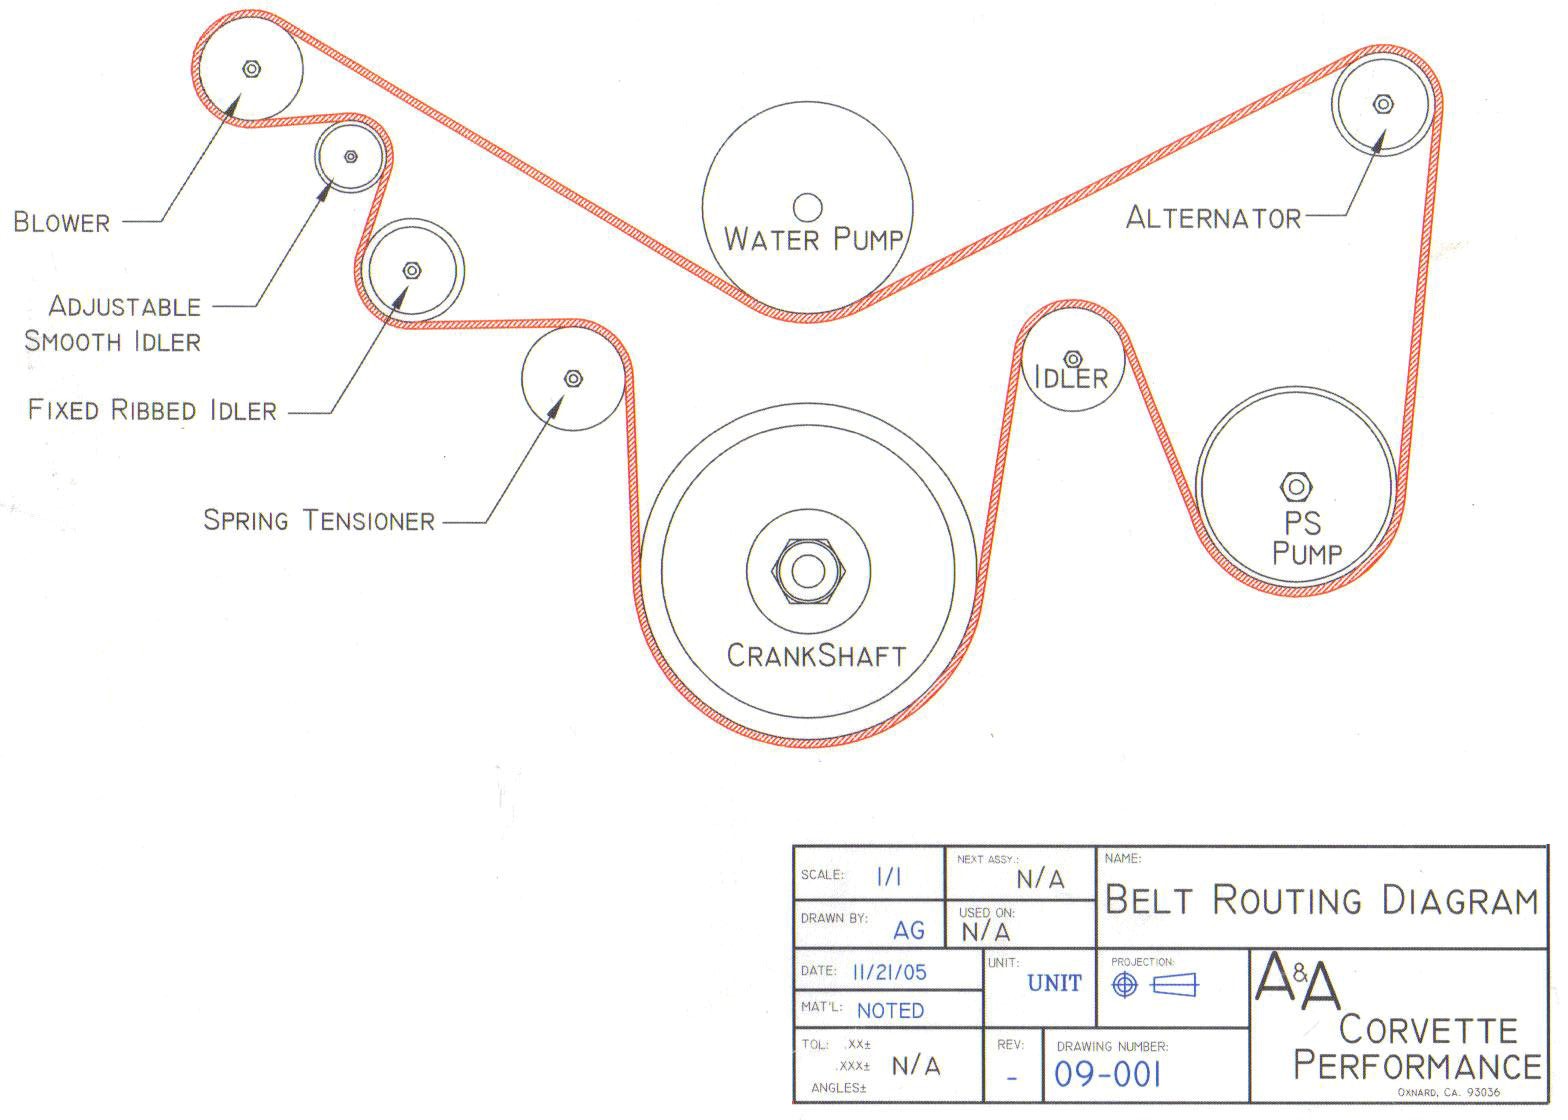 BLOWER
ADJUSTABLE
SMOOTH IDLER
FIXED RIBBED IDLER
SPRING TENSIONER
WATER PUMP
ALTERNATOR
IDLER
PS
PUMP
CRANKSHAFT
SCALE: 1/1
NEXT ASSY.: N/A
NAME:
BELT ROUTING DIAGRAM
DRAWN BY: AG
USED ON:
N/A
DATE: 11/21/05
UNIT:
UNIT
PROJECTION:
MAT'L: NOTED
A&A
CORVETTE
PERFORMANCE
OXNARD, CA. 93036
TOL: .XX±
.XXX±
ANGLES±
N/A
REV:
-
DRAWING NUMBER:
09-001